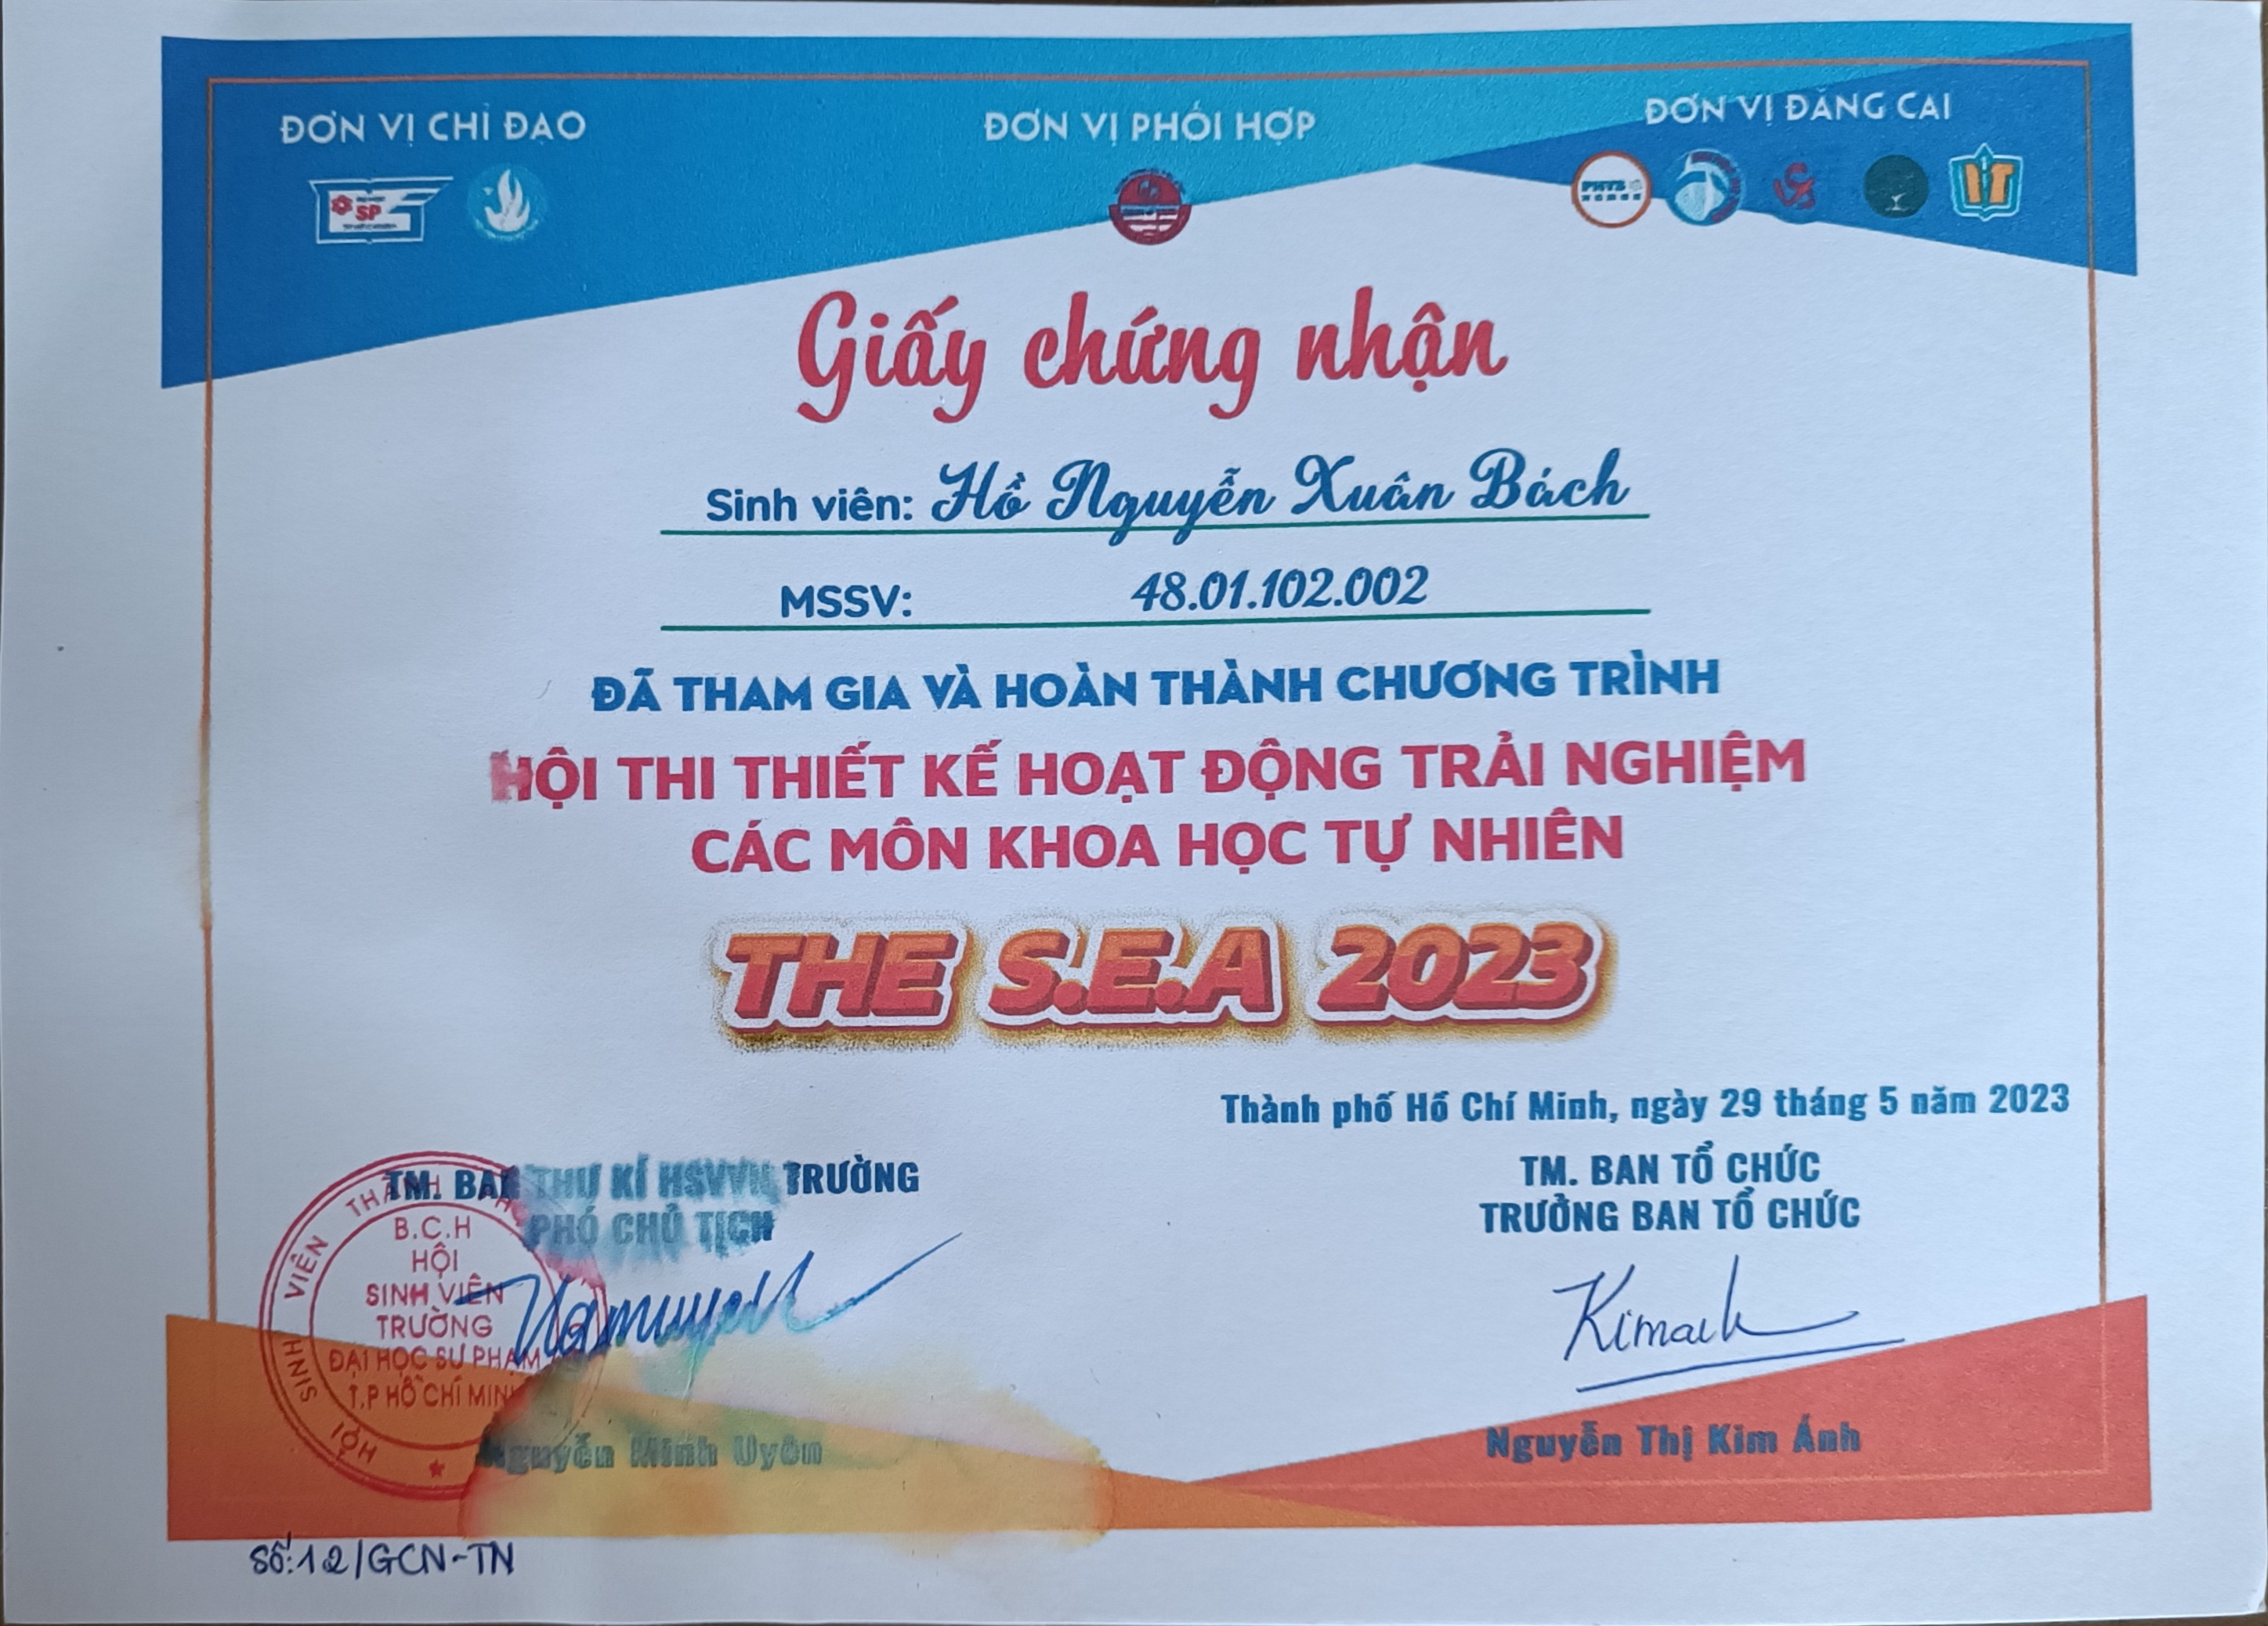 ĐƠN VỊ CHỈ ĐẠO
ĐƠN VỊ PHỐI HỢP
ĐƠN VỊ ĐĂNG CAI
SP
Giấy chứng nhận
Sinh viên: Hồ Nguyễn Xuân Bách
MSSV: 48.01.102.002
ĐÃ THAM GIA VÀ HOÀN THÀNH CHƯƠNG TRÌNH
HỘI THI THIẾT KẾ HOẠT ĐỘNG TRẢI NGHIỆM
CÁC MÔN KHOA HỌC TỰ NHIÊN
THE S.E.A 2023
Thành phố Hồ Chí Minh, ngày 29 tháng 5 năm 2023
TM. BAN THƯ KÍ HSVVN TRƯỜNG
PHÓ CHỦ TỊCH
HỘI SINH VIÊN THÀNH
B.C.H
HỘI
SINH VIÊN
TRƯỜNG
ĐẠI HỌC SƯ PHẠM
T.P HỒ CHÍ MINH
Nguyễn Minh Uyên
TM. BAN TỔ CHỨC
TRƯỞNG BAN TỔ CHỨC
Nguyễn Thị Kim Ánh
Số:12/GCN-TN